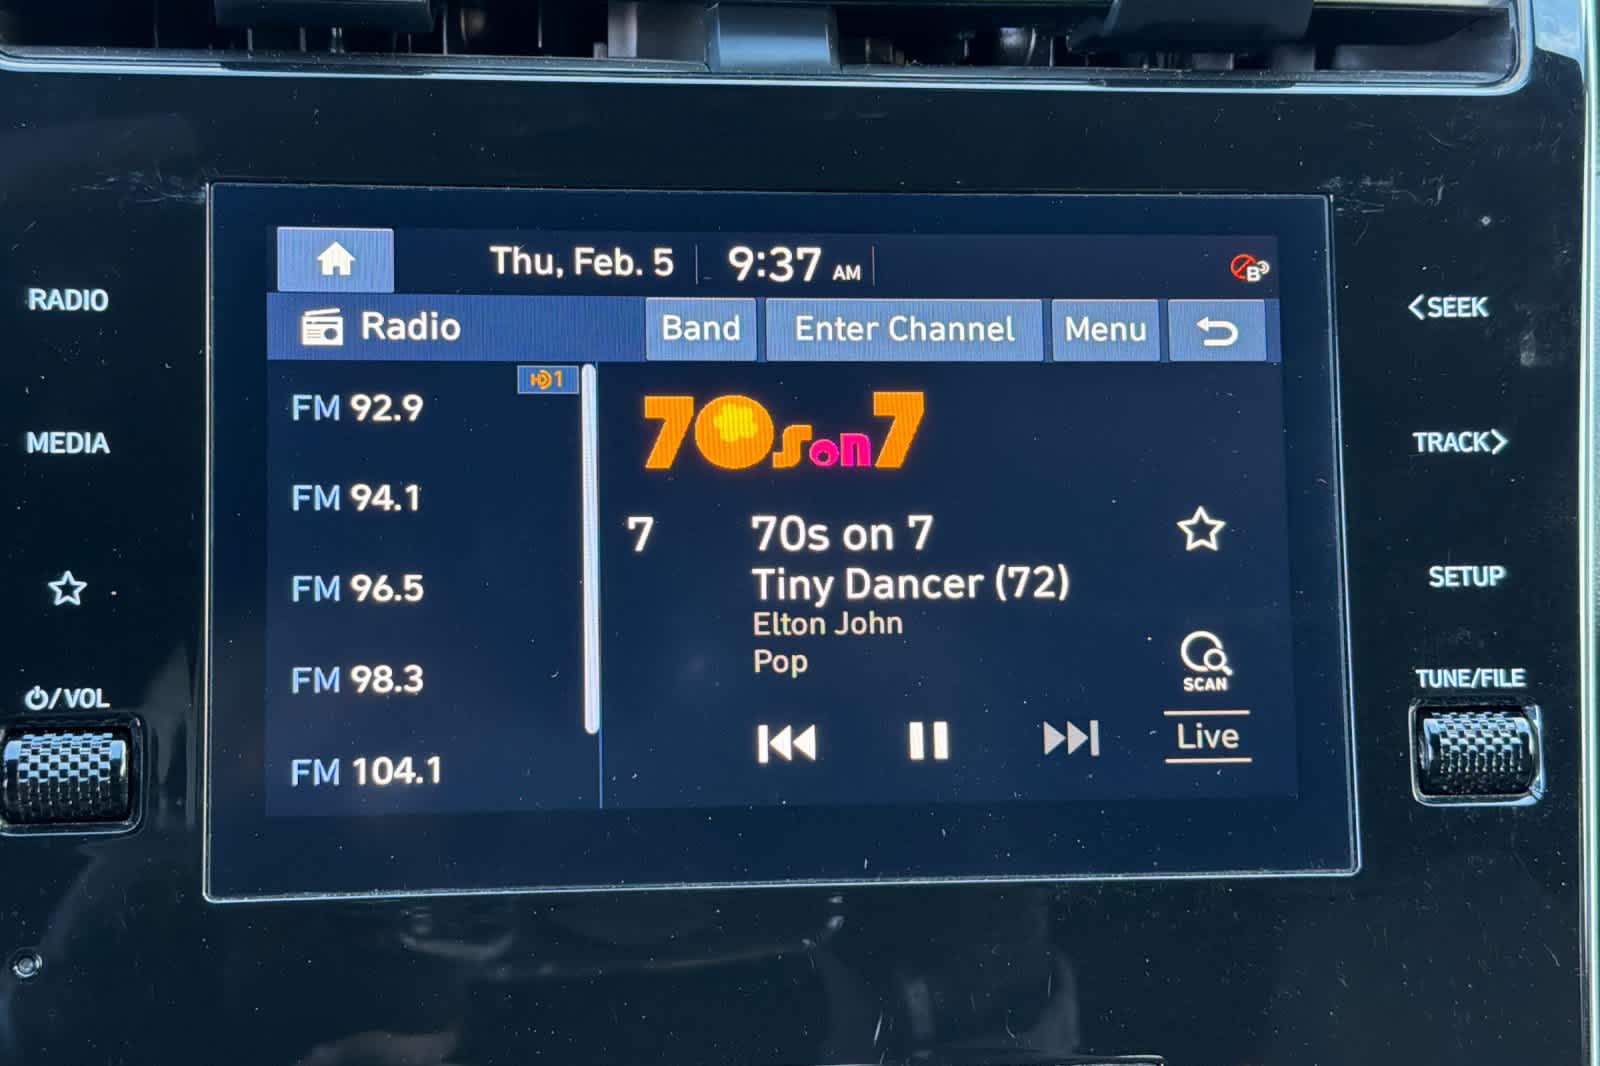 Thu, Feb. 5 9:37 AM
B
RADIO
<SEEK
Radio Band Enter Channel Menu
HD1
FM 92.9
70s on 7
MEDIA
TRACK>
FM 94.1
7 70s on 7
Tiny Dancer (72)
FM 96.5
SETUP
Elton John
Pop
FM 98.3
SCAN
TUNE/FILE
/VOL
Live
FM 104.1